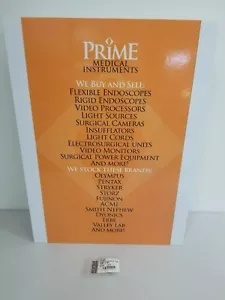 PRIME
MEDICAL
INSTRUMENTS
WE BUY AND SELL:
FLEXIBLE ENDOSCOPES
RIGID ENDOSCOPES
VIDEO PROCESSORS
LIGHT SOURCES
SURGICAL CAMERAS
INSUFFLATORS
LIGHT CORDS
ELECTROSURGICAL UNITS
VIDEO MONITORS
SURGICAL POWER EQUIPMENT
AND MORE!
WE STOCK THESE BRANDS:
OLYMPUS
PENTAX
STRYKER
STORZ
FUJINON
ACMI
SMITH NEPHEW
DYONICS
ERBE
VALLEY LAB
AND MORE!